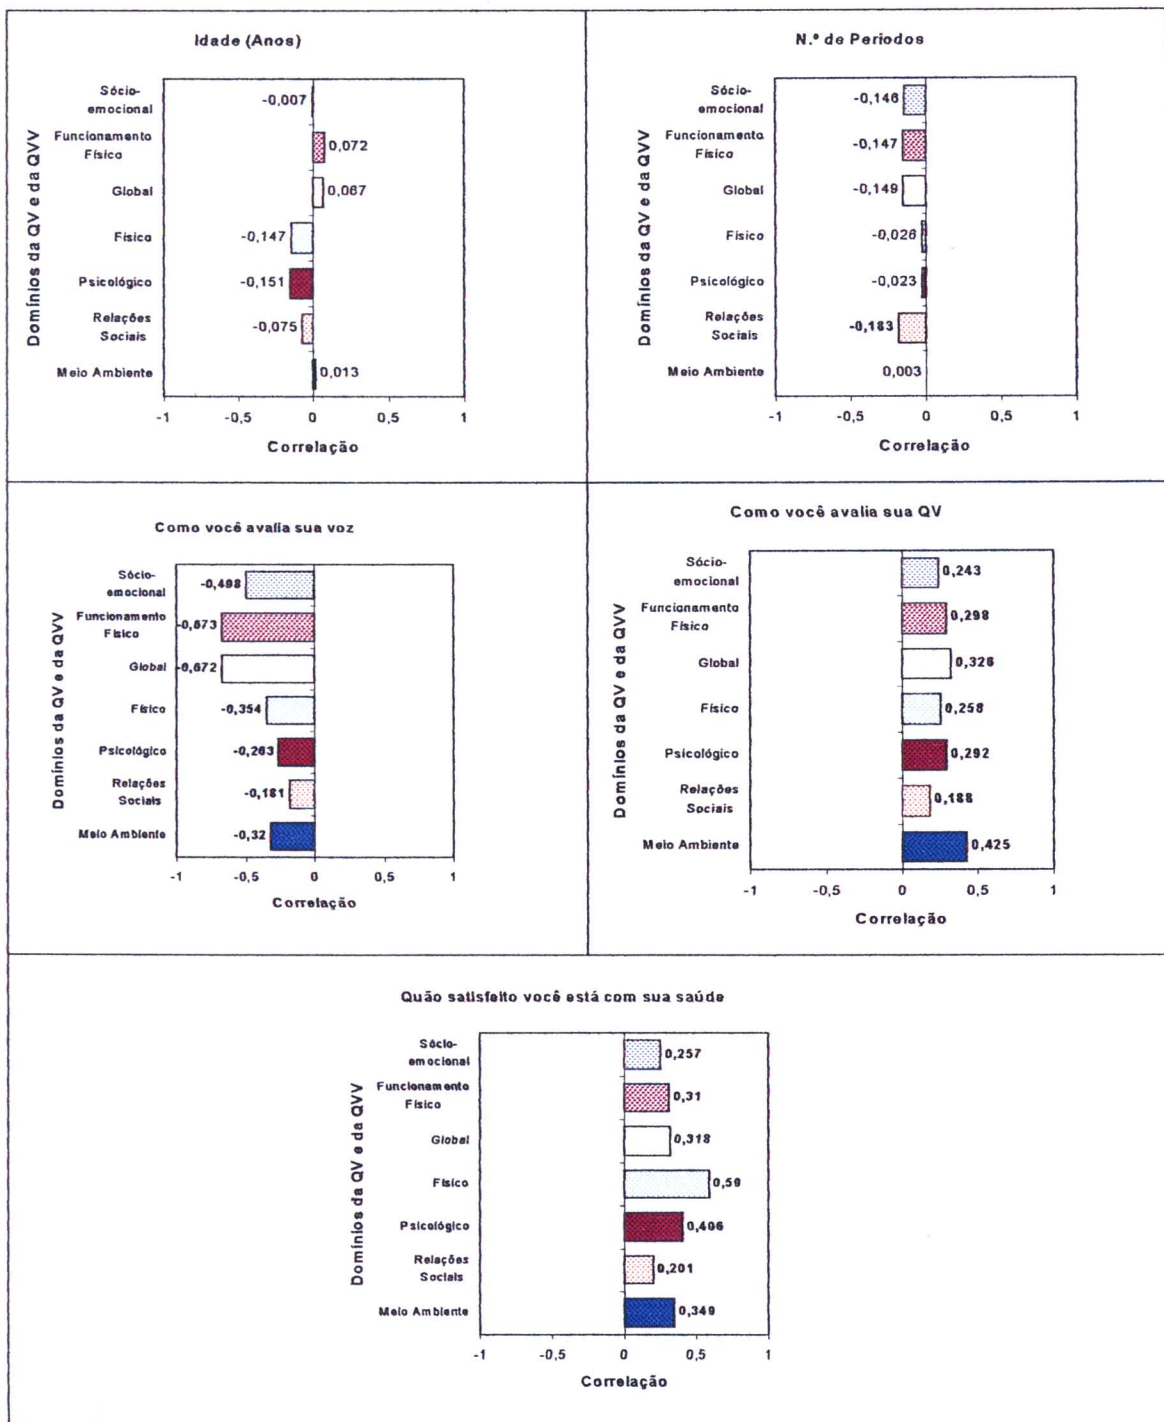 Idade (Anos)
Domínios da QV e da QVV
Sócio-
emocional
-0,007
Funcionamento
Físico
0,072
Global
0,067
Físico
-0,147
Psicológico
-0,151
Relações
Sociais
-0,075
Meio Ambiente
0,013
-1
-0,5
0
0,5
1
Correlação
N.º de Períodos
Domínios da QV e da QVV
Sócio-
emocional
-0,146
Funcionamento
Físico
-0,147
Global
-0,149
Físico
-0,026
Psicológico
-0,023
Relações
Sociais
-0,183
Meio Ambiente
0,003
-1
-0,5
0
0,5
1
Correlação
Como você avalia sua voz
Domínios da QV e da QVV
Sócio-
emocional
-0,498
Funcionamento
Físico
-0,673
Global
-0,672
Físico
-0,354
Psicológico
-0,263
Relações
Sociais
-0,181
Meio Ambiente
-0,32
-1
-0,5
0
0,5
1
Correlação
Como você avalia sua QV
Domínios da QV e da QVV
Sócio-
emocional
0,243
Funcionamento
Físico
0,298
Global
0,326
Físico
0,258
Psicológico
0,292
Relações
Sociais
0,188
Meio Ambiente
0,425
-1
-0,5
0
0,5
1
Correlação
Quão satisfeito você está com sua saúde
Domínios da QV e da QVV
Sócio-
emocional
0,257
Funcionamento
Físico
0,31
Global
0,318
Físico
0,59
Psicológico
0,406
Relações
Sociais
0,201
Meio Ambiente
0,349
-1
-0,5
0
0,5
1
Correlação